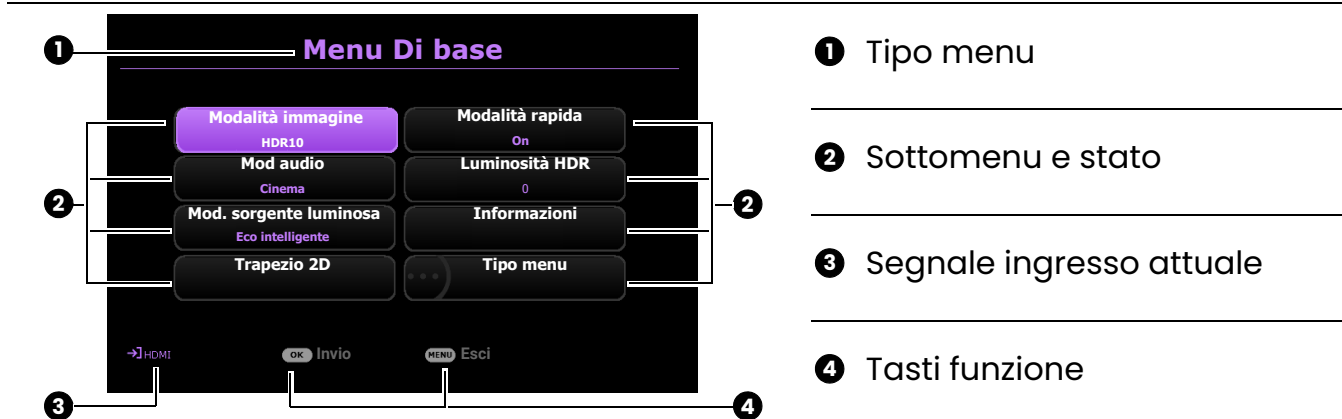 1 Menu Di base
Modalità immagine
HDR10
Modalità rapida
On
Mod audio
Cinema
Luminosità HDR
0
2
2
Mod. sorgente luminosa
Eco intelligente
Informazioni
Trapezio 2D
Tipo menu
HDMI
OK Invio
MENU Esci
3
4
1 Tipo menu
2 Sottomenu e stato
3 Segnale ingresso attuale
4 Tasti funzione